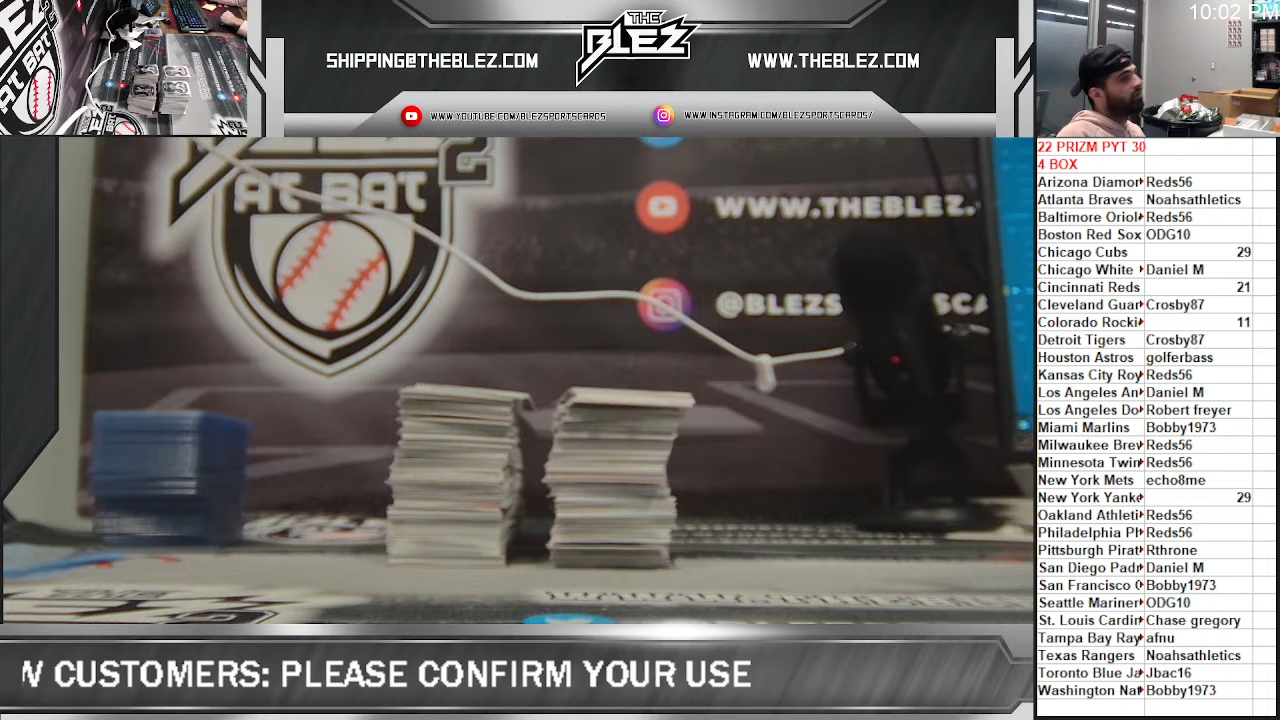 10:02 PM
THE
BLEZ
SHIPPING@THEBLEZ.COM
WWW.THEBLEZ.COM
WWW.YOUTUBE.COM/BLEZSPORTSCARDS
WWW.INSTAGRAM.COM/BLEZSPORTSCARDS/
AT BAT
WWW.THEBLEZ.
@BLEZS
SCA
22 PRIZM PYT 30
4 BOX
Arizona Diamor Reds56
Atlanta Braves Noahsathletics
Baltimore Oriol Reds56
Boston Red Sox ODG10
Chicago Cubs 29
Chicago White Daniel M
Cincinnati Reds 21
Cleveland Guar Crosby87
Colorado Rocki 11
Detroit Tigers Crosby87
Houston Astros golferbass
Kansas City Roy Reds56
Los Angeles An Daniel M
Los Angeles Do Robert freyer
Miami Marlins Bobby1973
Milwaukee Brev Reds56
Minnesota Twin Reds56
New York Mets echo8me
New York Yanke 29
Oakland Athleti Reds56
Philadelphia Ph Reds56
Pittsburgh Pirat Rthrone
San Diego Padr Daniel M
San Francisco G Bobby1973
Seattle Mariner ODG10
St. Louis Cardin Chase gregory
Tampa Bay Ray afnu
Texas Rangers Noahsathletics
Toronto Blue Ja Jbac16
Washington Nat Bobby1973
W CUSTOMERS: PLEASE CONFIRM YOUR USE